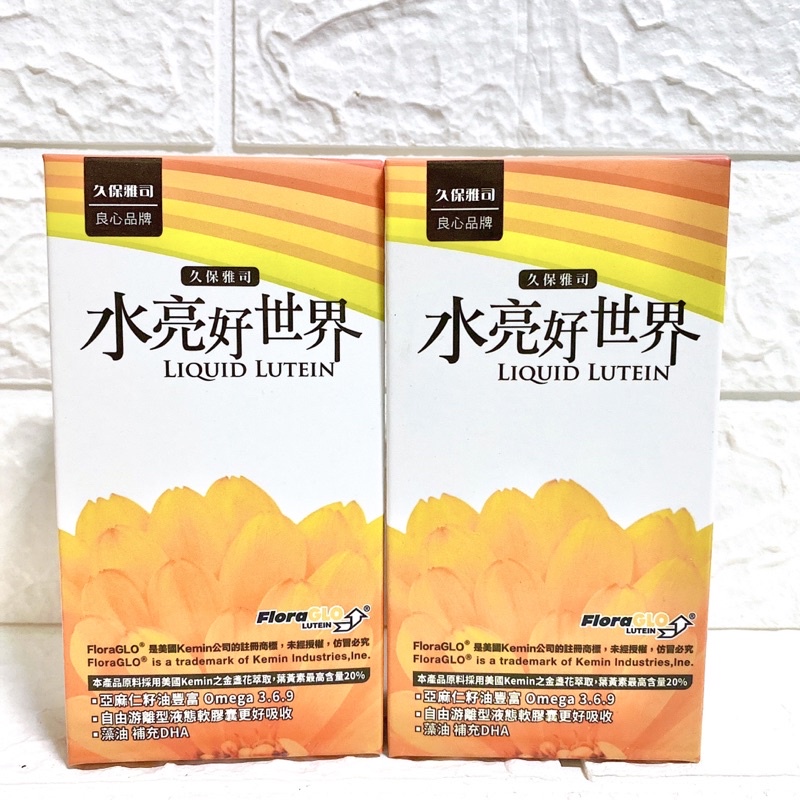 久保雅司
良心品牌
久保雅司
水亮好世界
LIQUID LUTEIN
FloraGLO®
LUTEIN
FloraGLO® 是美國Kemin公司的註冊商標，未經授權，仿冒必究
FloraGLO® is a trademark of Kemin Industries,Inc.
本產品原料採用美國Kemin之金盞花萃取，葉黃素最高含量20%
▪亞麻仁籽油豐富 Omega 3.6.9
▪自由游離型液態軟膠囊更好吸收
▪藻油 補充DHA
久保雅司
良心品牌
久保雅司
水亮好世界
LIQUID LUTEIN
FloraGLO®
LUTEIN
FloraGLO® 是美國Kemin公司的註冊商標，未經授權，仿冒必究
FloraGLO® is a trademark of Kemin Industries,Inc.
本產品原料採用美國Kemin之金盞花萃取，葉黃素最高含量20%
▪亞麻仁籽油豐富 Omega 3.6.9
▪自由游離型液態軟膠囊更好吸收
▪藻油 補充DHA